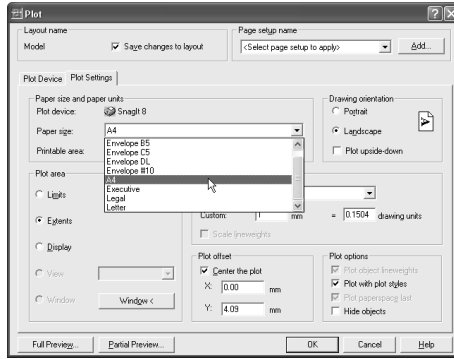 Plot
Layout name
Model
Save changes to layout
Page setup name
<Select page setup to apply>
Add...
Plot Device
Plot Settings
Paper size and paper units
Plot device:
SnagIt 8
Paper size:
A4
Printable area:
Envelope B5
Envelope C5
Envelope DL
Envelope #10
A4
Executive
Legal
Letter
Drawing orientation
Portrait
Landscape
Plot upside-down
A
Plot area
Limits
Extents
Display
View
Window
Window <
Custom:
1
mm
=
0.1504
drawing units
Scale lineweights
Plot offset
Center the plot
X:
0.00
mm
Y:
4.09
mm
Plot options
Plot object lineweights
Plot with plot styles
Plot paperspace last
Hide objects
Full Preview...
Partial Preview...
OK
Cancel
Help